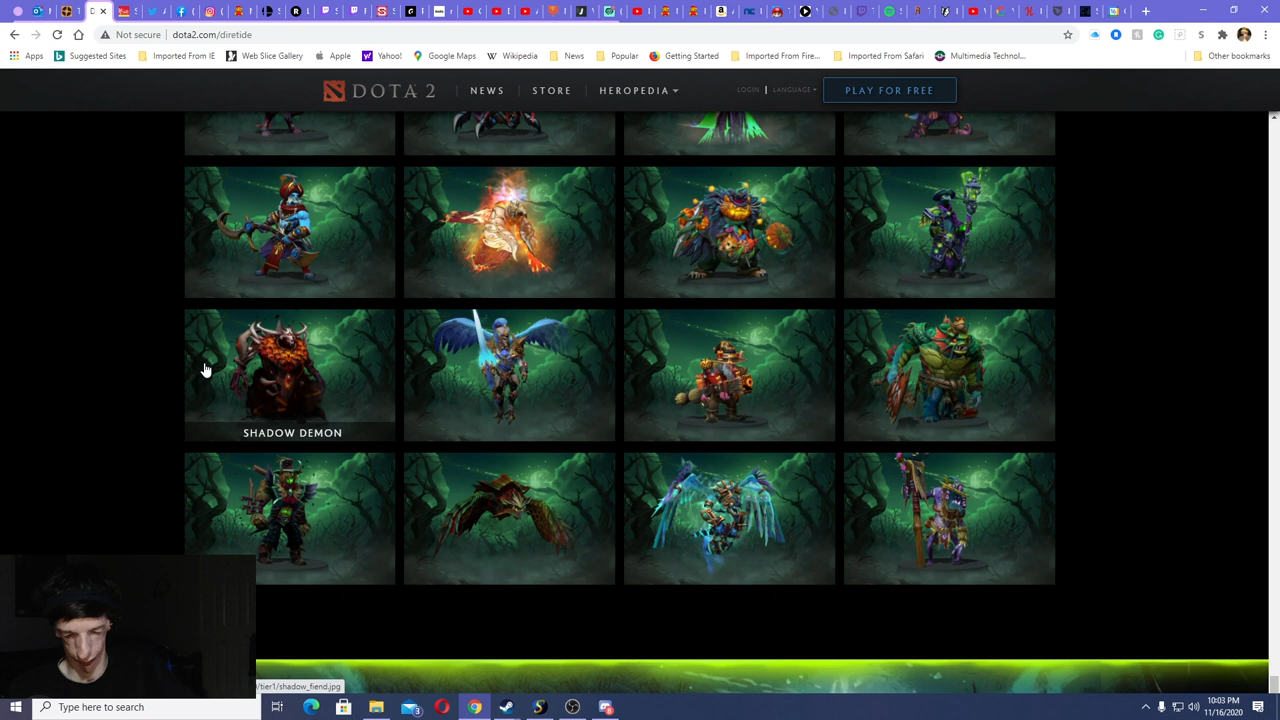 Not secure | dota2.com/diretide
Apps Suggested Sites Imported From IE Web Slice Gallery Apple Yahoo! Google Maps Wikipedia News Popular Getting Started Imported From Fire... Imported From Safari Multimedia Technol... Other bookmarks
DOTA 2 NEWS STORE HEROPEDIA LOGIN | LANGUAGE PLAY FOR FREE
SHADOW DEMON
/tier1/shadow_fiend.jpg
Type here to search
10:03 PM
11/16/2020